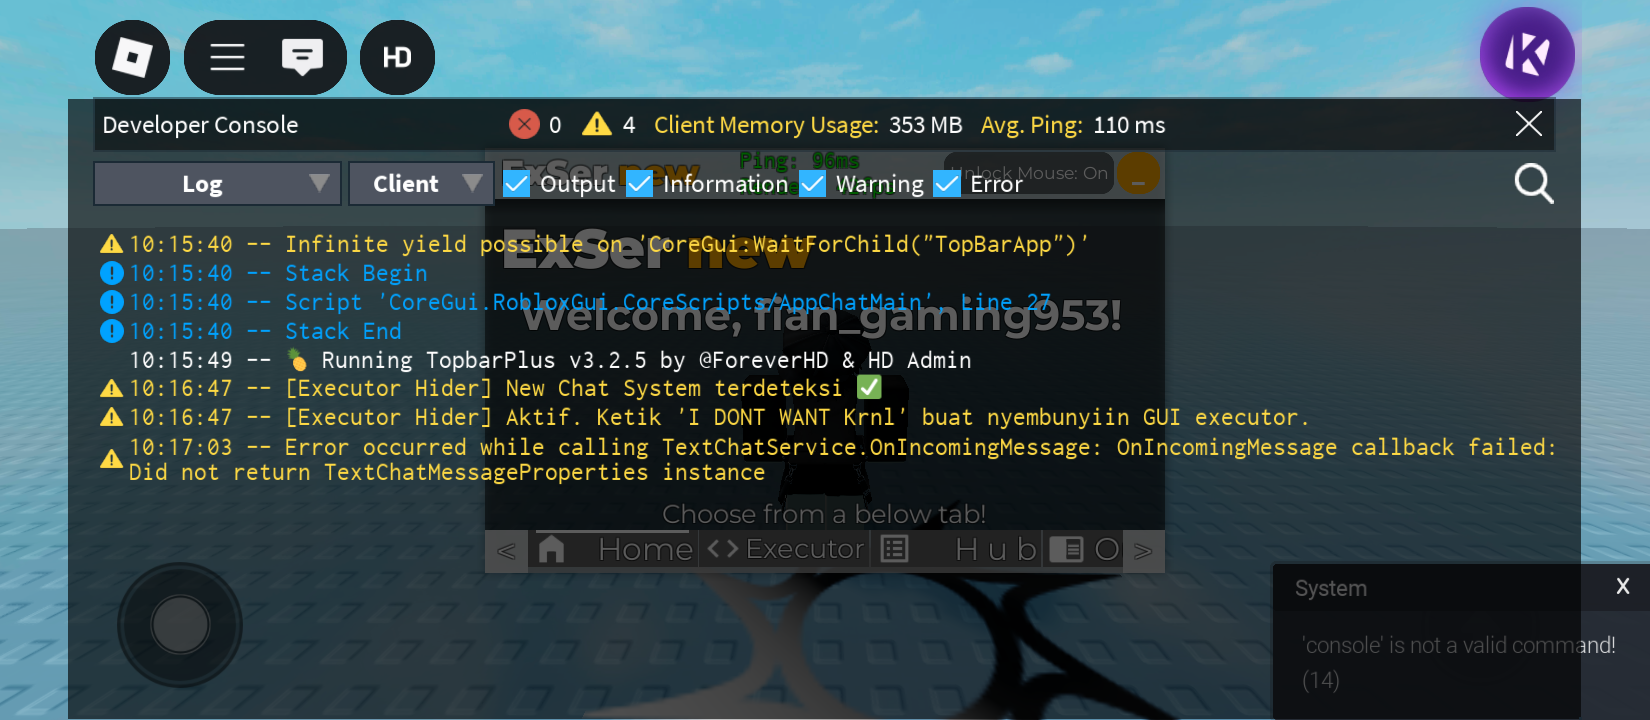 HD
Developer Console 0 4 Client Memory Usage: 353 MB Avg. Ping: 110 ms
ExSer new Ping: 96ms Unlock Mouse: On
Log Client Output Information Warning Error
10:15:40 -- Infinite yield possible on 'CoreGui:WaitForChild("TopBarApp")'
ExSer new
10:15:40 -- Stack Begin
10:15:40 -- Script 'CoreGui.RobloxGui.CoreScripts/AppChatMain', Line 27
Welcome, fian_gaming953!
10:15:40 -- Stack End
10:15:49 -- 🍍 Running TopbarPlus v3.2.5 by @ForeverHD & HD Admin
10:16:47 -- [Executor Hider] New Chat System terdeteksi ✅
10:16:47 -- [Executor Hider] Aktif. Ketik 'I DONT WANT Krnl' buat nyembunyiin GUI executor.
10:17:03 -- Error occurred while calling TextChatService.OnIncomingMessage: OnIncomingMessage callback failed:
Did not return TextChatMessageProperties instance
Choose from a below tab!
< Home Executor Hub O >
System X
'console' is not a valid command!
(14)